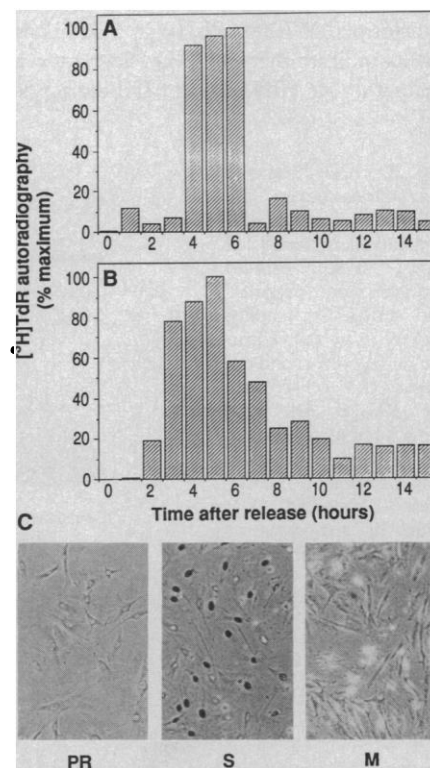 A
100
80
60
40
20
0
0 2 4 6 8 10 12 14
[³H]TdR autoradiography
(% maximum)
B
100
80
60
40
20
0
0 2 4 6 8 10 12 14
Time after release (hours)
C
PR S M